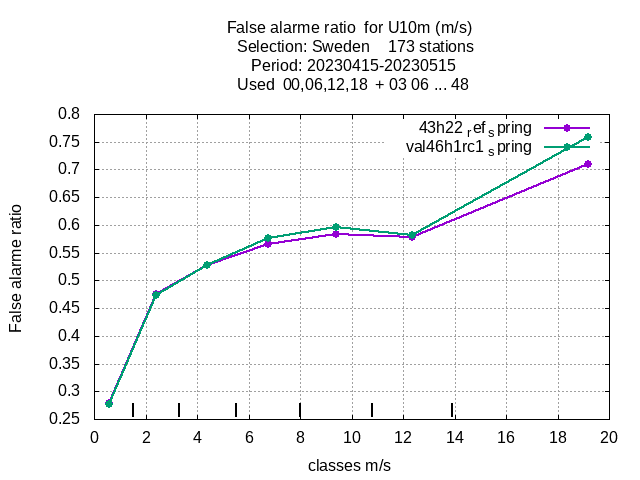 False alarme ratio  for U10m (m/s)
Selection: Sweden    173 stations
Period: 20230415-20230515
Used  00,06,12,18  + 03 06 ... 48
43h22 ref spring
val46h1rc1 spring
0.8
0.75
0.7
0.65
0.6
0.55
0.5
0.45
0.4
0.35
0.3
0.25
False alarme ratio
0 2 4 6 8 10 12 14 16 18 20
classes m/s